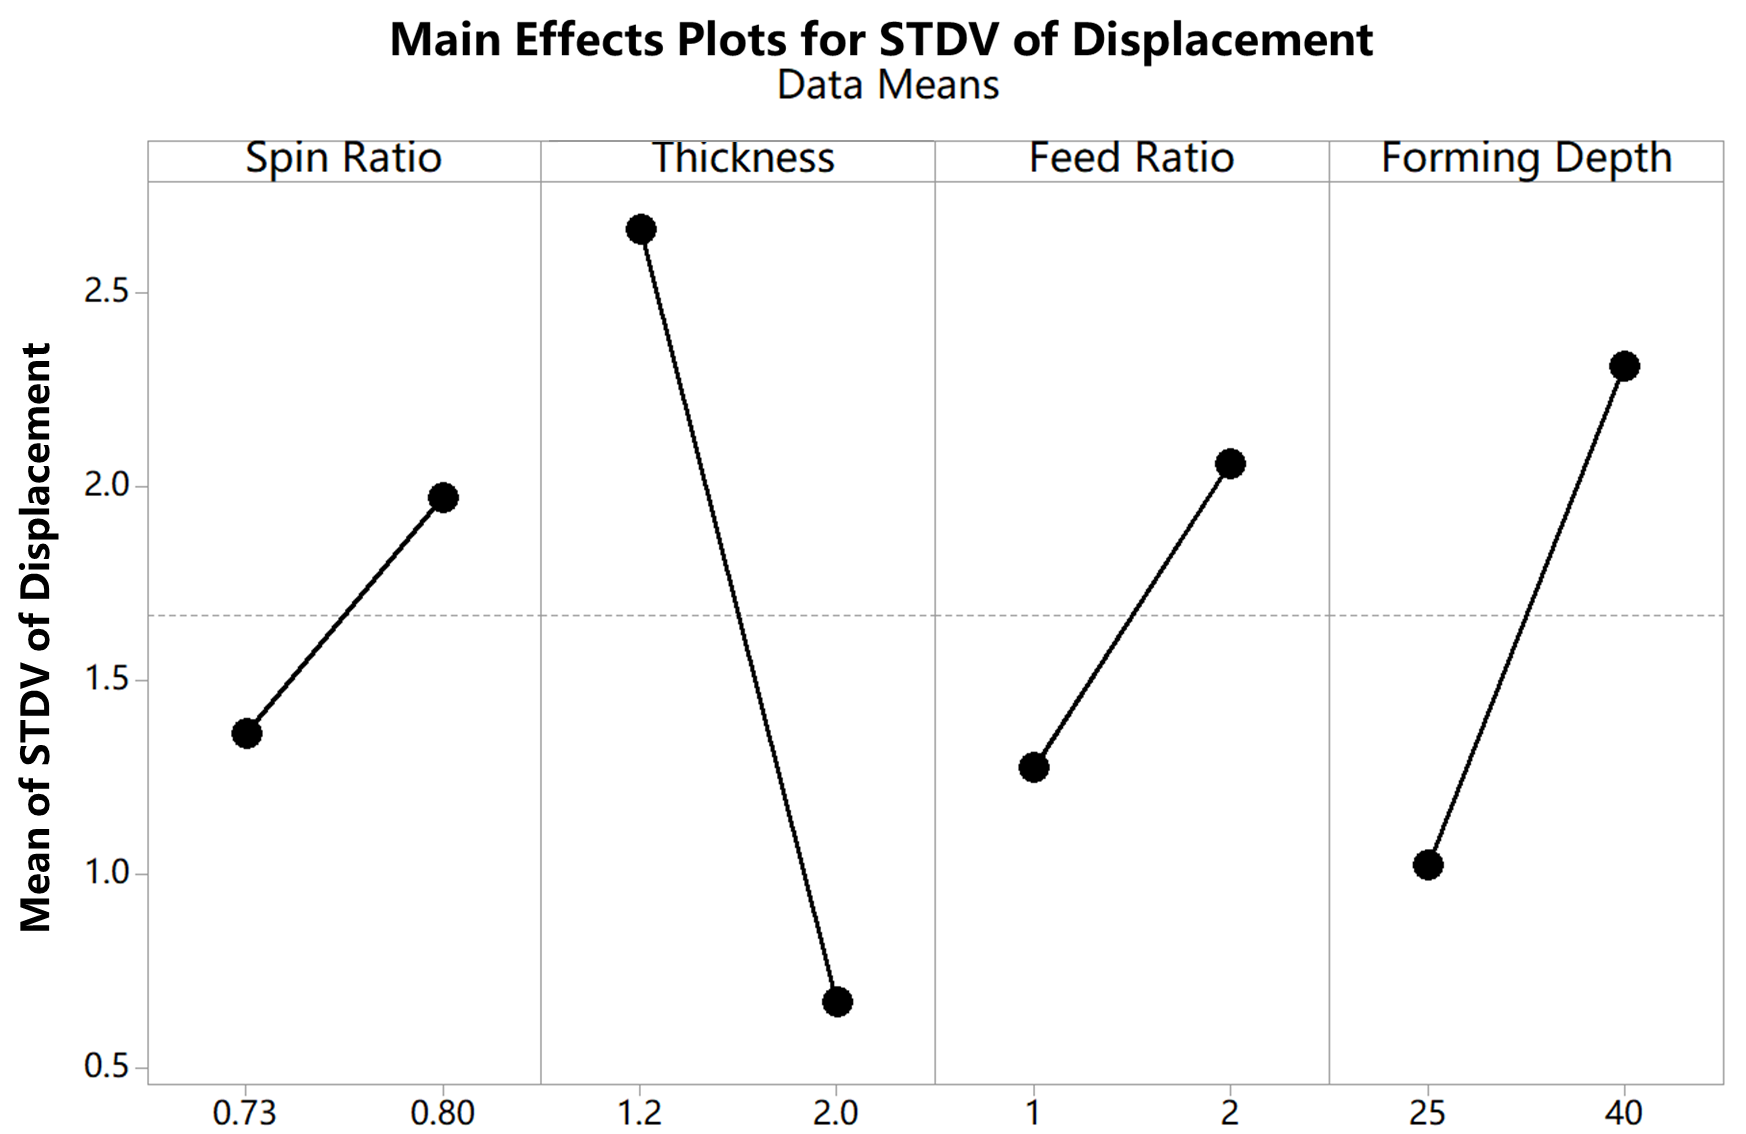 Main Effects Plots for STDV of Displacement
Data Means
Spin Ratio
Thickness
Feed Ratio
Forming Depth
Mean of STDV of Displacement
2.5
2.0
1.5
1.0
0.5
0.73
0.80
1.2
2.0
1
2
25
40